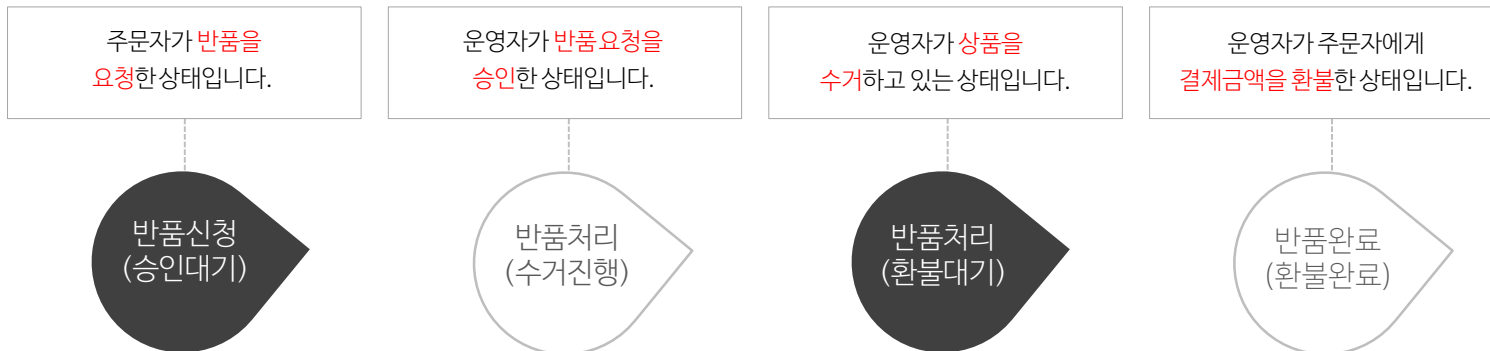 주문자가 반품을
요청한 상태입니다.
운영자가 반품 요청을
승인한 상태입니다.
운영자가 상품을
수거하고 있는 상태입니다.
운영자가 주문자에게
결제금액을 환불한 상태입니다.
반품신청
(승인대기)
반품처리
(수거진행)
반품처리
(환불대기)
반품완료
(환불완료)